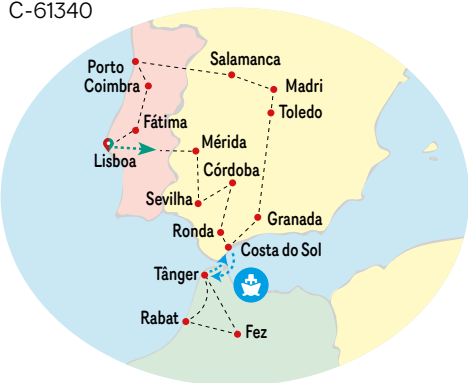 C-61340
Salamanca
Porto
Coimbra
Madri
Toledo
Fátima
Mérida
Lisboa
Córdoba
Sevilha
Granada
Ronda
Costa do Sol
Tânger
Rabat
Fez